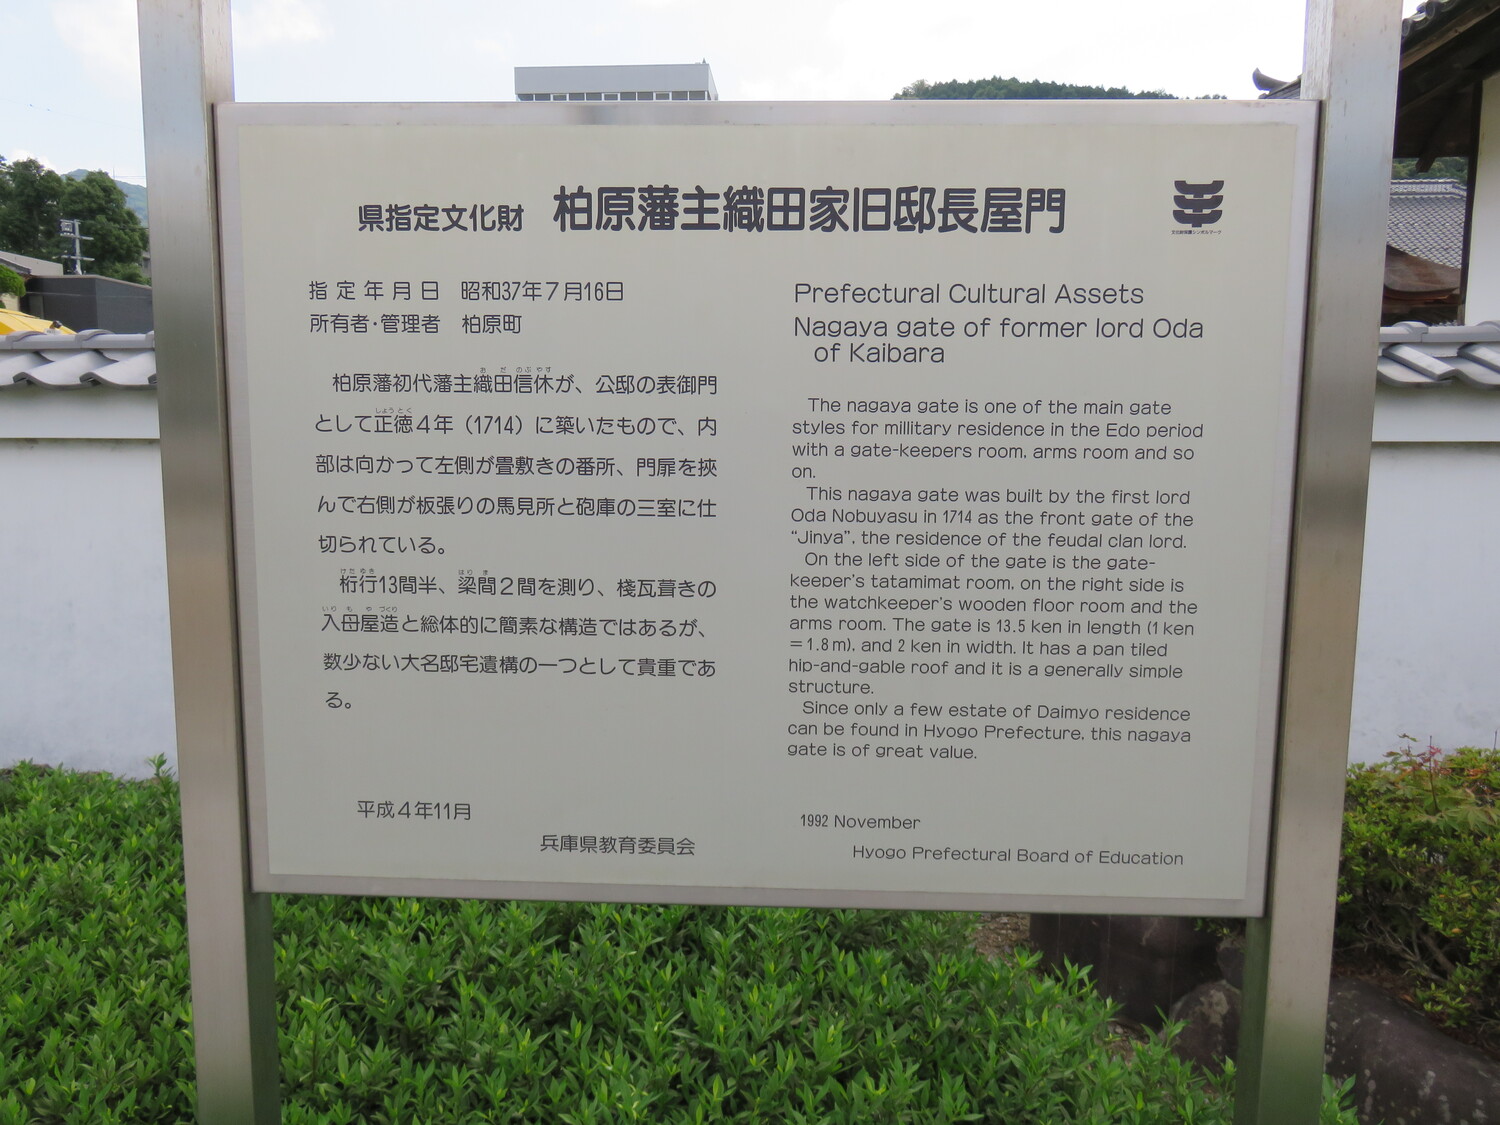 県指定文化財 柏原藩主織田家旧邸長屋門
指定年月日 昭和37年7月16日
所有者・管理者 柏原町
柏原藩初代藩主織田信休が、公邸の表御門
として正徳4年（1714）に築いたもので、内
部は向かって左側が畳敷きの番所、門扉を挾
んで右側が板張りの馬見所と砲庫の三室に仕
切られている。
桁行13間半、梁間2間を測り、棧瓦葺きの
入母屋造と総体的に簡素な構造ではあるが、
数少ない大名邸宅遺構の一つとして貴重であ
る。
平成4年11月
兵庫県教育委員会
Prefectural Cultural Assets
Nagaya gate of former lord Oda
of Kaibara
The nagaya gate is one of the main gate
styles for millitary residence in the Edo period
with a gate-keepers room, arms room and so
on.
This nagaya gate was built by the first lord
Oda Nobuyasu in 1714 as the front gate of the
“Jinya”, the residence of the feudal clan lord.
On the left side of the gate is the gate-
keeper's tatamimat room, on the right side is
the watchkeeper's wooden floor room and the
arms room. The gate is 13.5 ken in length (1 ken
=1.8m), and 2 ken in width. It has a pan tiled
hip-and-gable roof and it is a generally simple
structure.
Since only a few estate of Daimyo residence
can be found in Hyogo Prefecture, this nagaya
gate is of great value.
1992 November
Hyogo Prefectural Board of Education